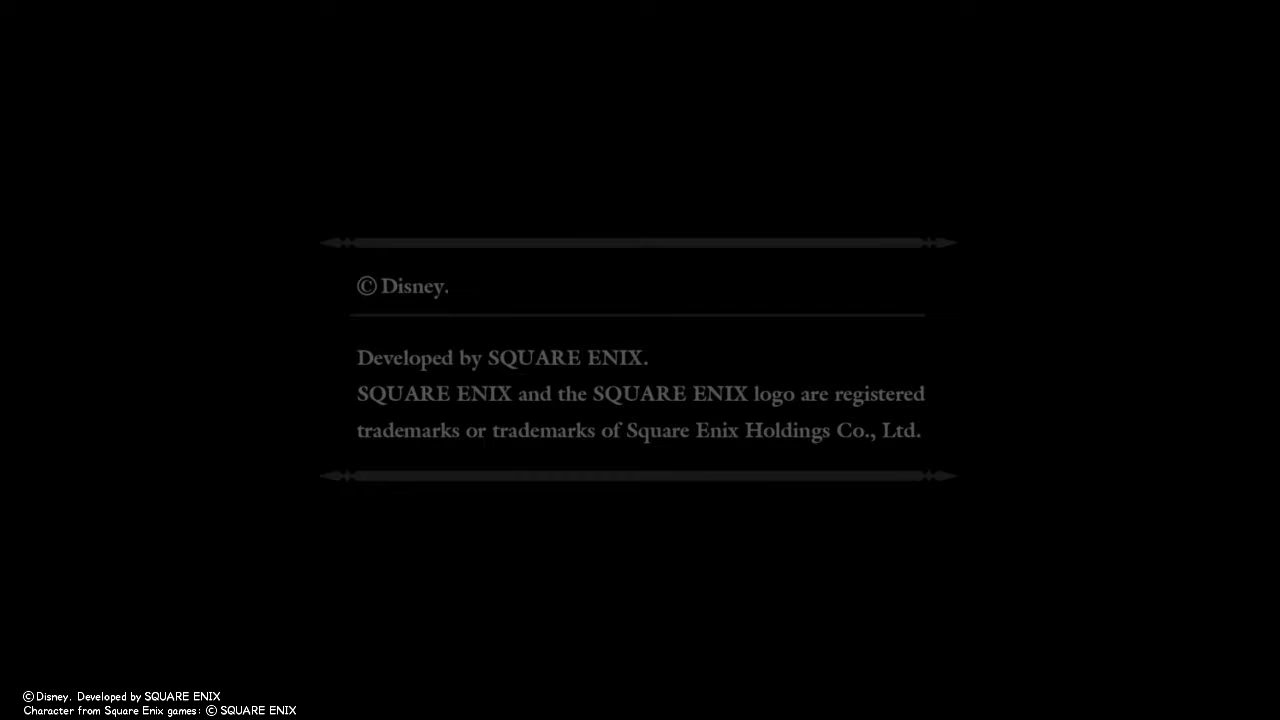 © Disney.
Developed by SQUARE ENIX.
SQUARE ENIX and the SQUARE ENIX logo are registered
trademarks or trademarks of Square Enix Holdings Co., Ltd.
© Disney. Developed by SQUARE ENIX
Character from Square Enix games: © SQUARE ENIX